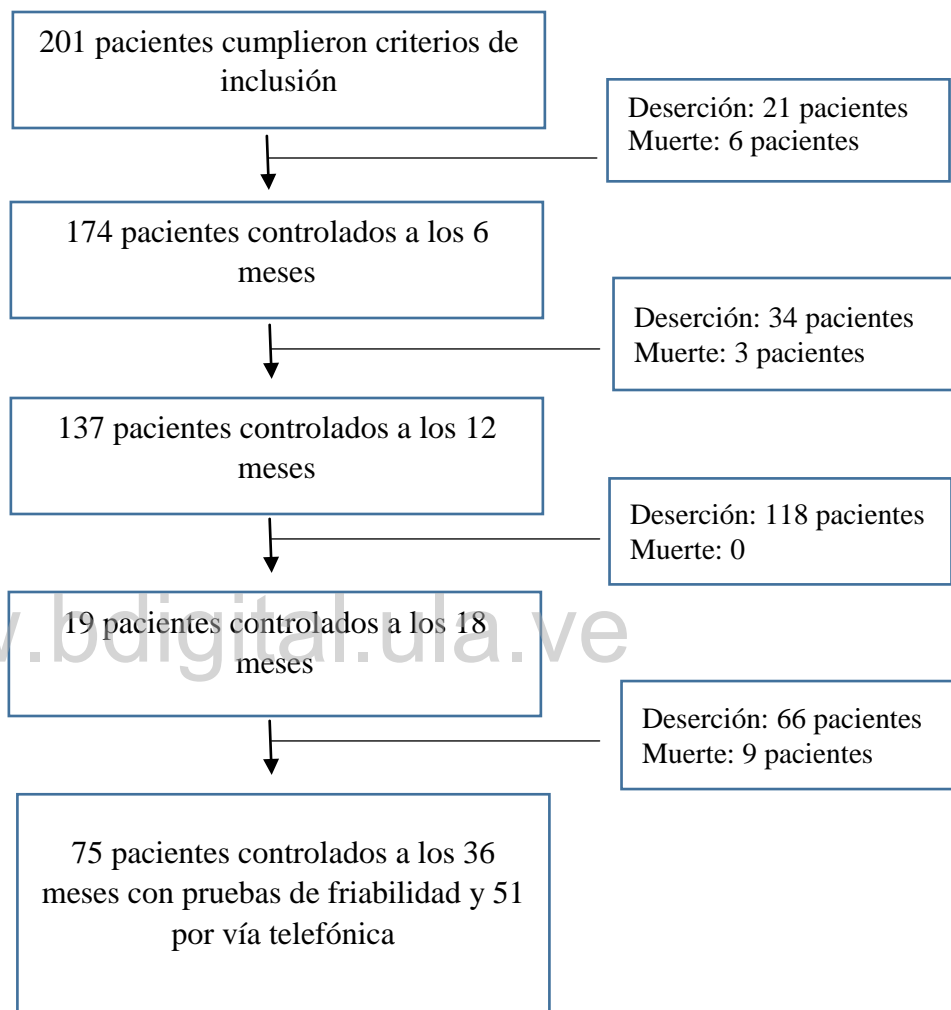 201 pacientes cumplieron criterios de
inclusión
Deserción: 21 pacientes
Muerte: 6 pacientes
174 pacientes controlados a los 6
meses
Deserción: 34 pacientes
Muerte: 3 pacientes
137 pacientes controlados a los 12
meses
Deserción: 118 pacientes
Muerte: 0
19 pacientes controlados a los 18
meses
.bdigital.ula.ve
Deserción: 66 pacientes
Muerte: 9 pacientes
75 pacientes controlados a los 36
meses con pruebas de friabilidad y 51
por vía telefónica